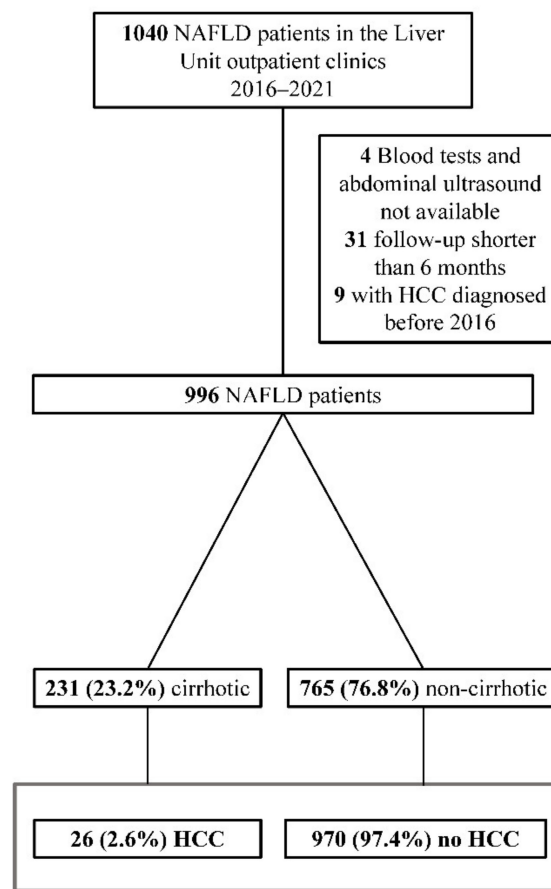 1040 NAFLD patients in the Liver
Unit outpatient clinics
2016–2021
4 Blood tests and
abdominal ultrasound
not available
31 follow-up shorter
than 6 months
9 with HCC diagnosed
before 2016
996 NAFLD patients
231 (23.2%) cirrhotic
765 (76.8%) non-cirrhotic
26 (2.6%) HCC
970 (97.4%) no HCC